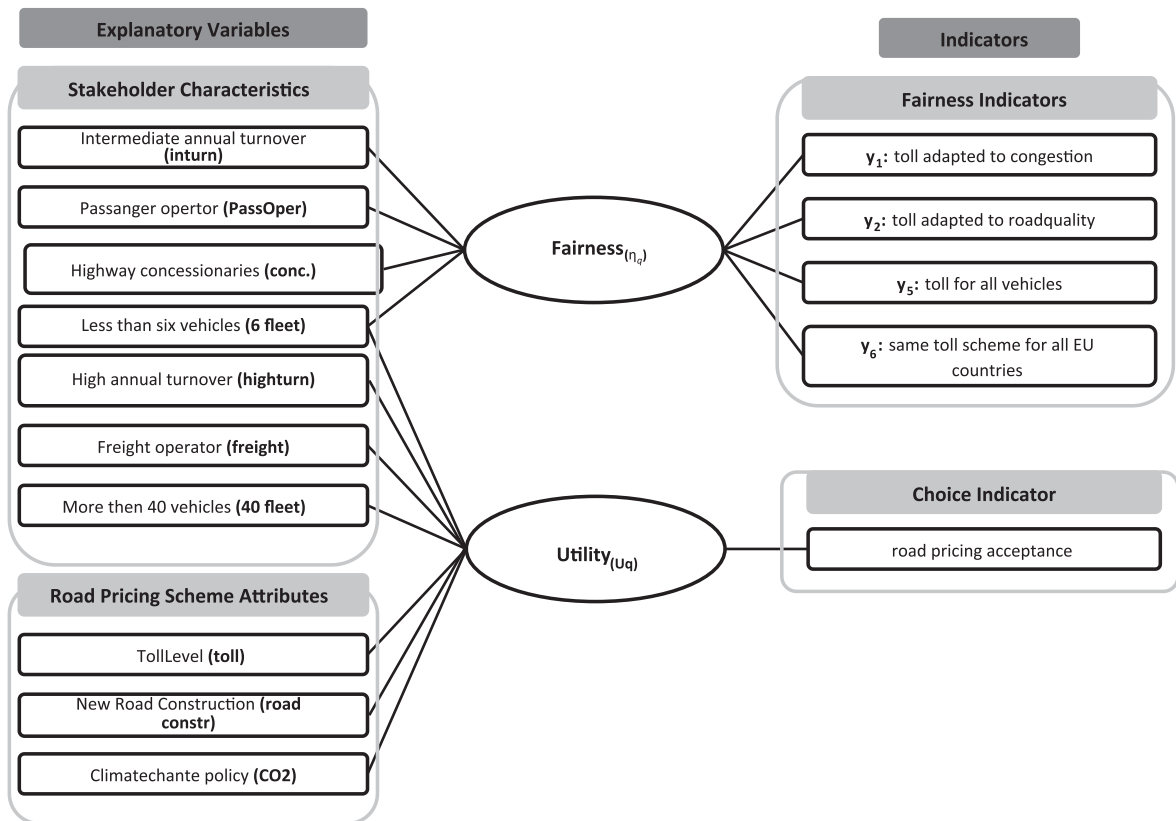 Explanatory Variables
Stakeholder Characteristics
Intermediate annual turnover
(inturn)
Passanger opertor (PassOper)
Highway concessionaries (conc.)
Less than six vehicles (6 fleet)
High annual turnover (highturn)
Freight operator (freight)
More then 40 vehicles (40 fleet)
Road Pricing Scheme Attributes
TollLevel (toll)
New Road Construction (road
constr)
Climatechante policy (CO2)
Fairness(ηq)
Utility(Uq)
Indicators
Fairness Indicators
y1: toll adapted to congestion
y2: toll adapted to roadquality
y5: toll for all vehicles
y6: same toll scheme for all EU
countries
Choice Indicator
road pricing acceptance